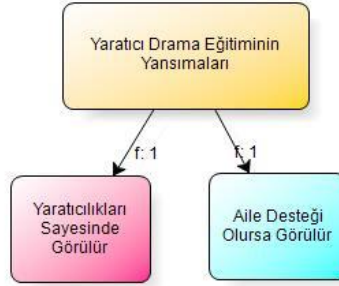 Yaratıcı Drama Eğitiminin
Yansımaları
f: 1
f: 1
Yaratıcılıkları
Sayesinde
Görülür
Aile Desteği
Olursa Görülür